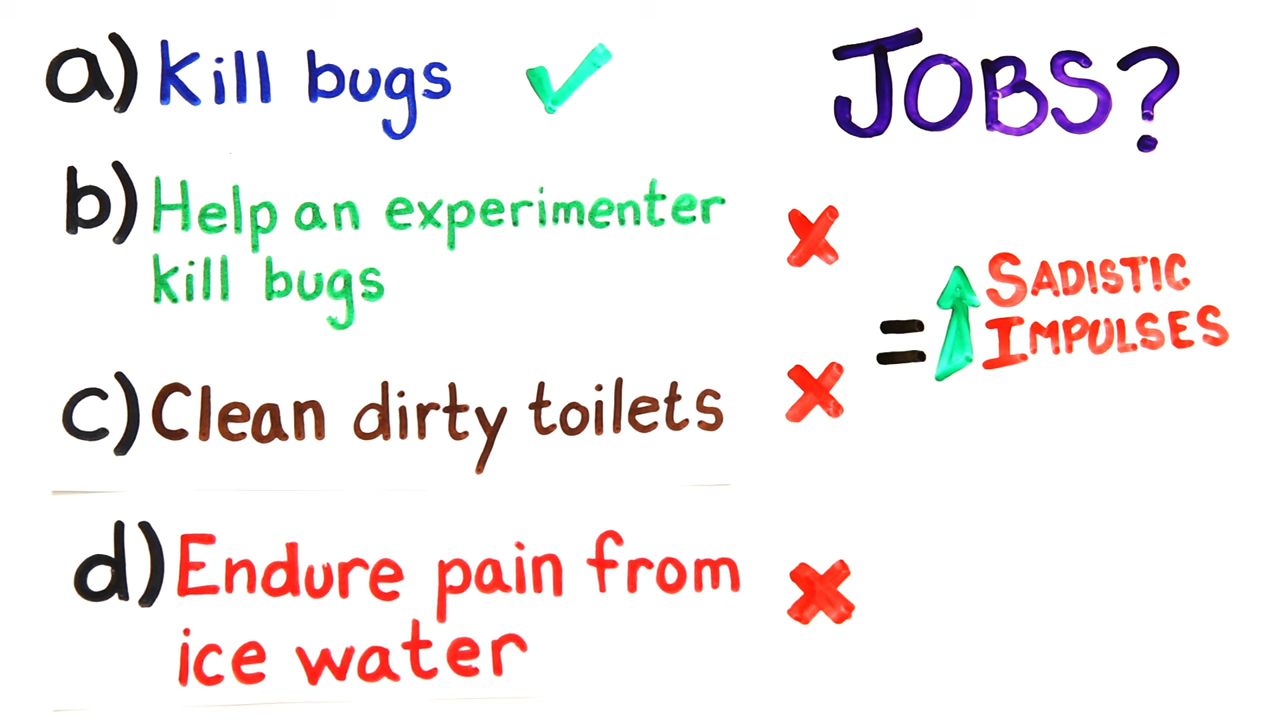 a) Kill bugs
JOBS?
b) Help an experimenter
kill bugs
= SADISTIC
IMPULSES
c) Clean dirty toilets
d) Endure pain from
ice water